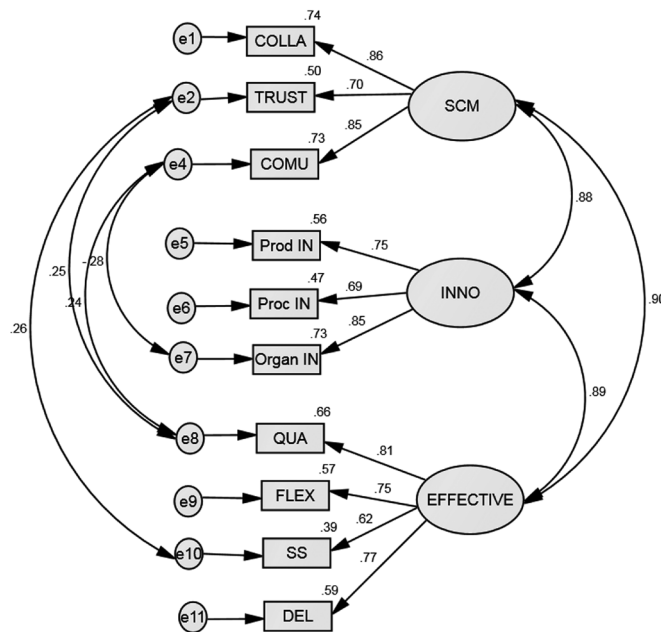 .74
e1 COLLA
.86
.50
e2 TRUST .70 SCM
.85
.73
e4 COMU
.88
.56
e5 Prod IN .75
.25 -.28 .47
e6 Proc IN .69 INNO
.24 .90
.26 .85
.73
e7 Organ IN
.89
.66
e8 QUA .81
.57
e9 FLEX .75 EFFECTIVE
.62
.39
e10 SS .77
.59
e11 DEL